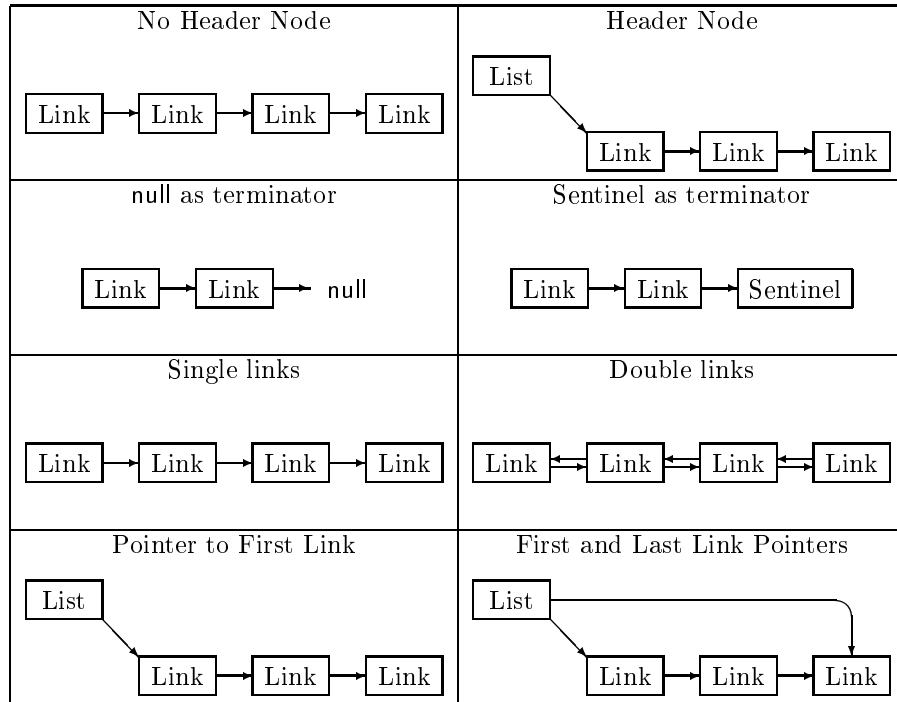 No Header Node
Link Link Link Link
Header Node
List
Link Link Link
null as terminator
Link Link null
Sentinel as terminator
Link Link Sentinel
Single links
Link Link Link Link
Double links
Link Link Link Link
Pointer to First Link
List
Link Link Link
First and Last Link Pointers
List
Link Link Link